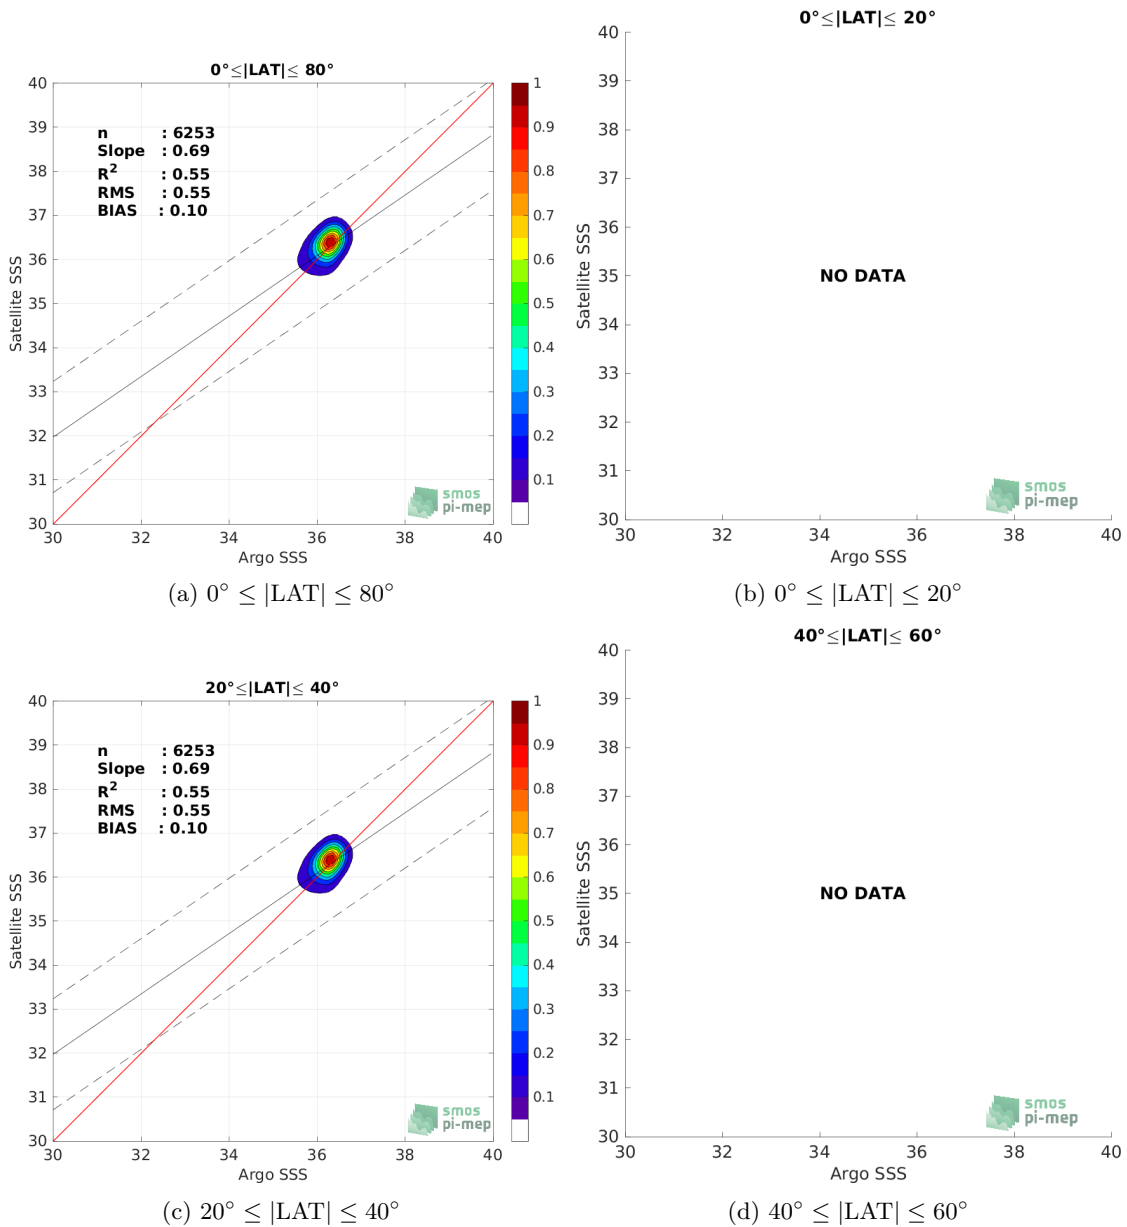 0°≤|LAT|≤ 80°
40
39
38
37
36
35
34
33
32
31
30
Satellite SSS
n : 6253
Slope : 0.69
R² : 0.55
RMS : 0.55
BIAS : 0.10
smos
pi-mep
30 32 34 36 38 40
Argo SSS
1
0.9
0.8
0.7
0.6
0.5
0.4
0.3
0.2
0.1
(a) 0° ≤ |LAT| ≤ 80°
0°≤|LAT|≤ 20°
40
39
38
37
36
35
34
33
32
31
30
Satellite SSS
NO DATA
smos
pi-mep
30 32 34 36 38 40
Argo SSS
(b) 0° ≤ |LAT| ≤ 20°
20°≤|LAT|≤ 40°
40
39
38
37
36
35
34
33
32
31
30
Satellite SSS
n : 6253
Slope : 0.69
R² : 0.55
RMS : 0.55
BIAS : 0.10
smos
pi-mep
30 32 34 36 38 40
Argo SSS
1
0.9
0.8
0.7
0.6
0.5
0.4
0.3
0.2
0.1
(c) 20° ≤ |LAT| ≤ 40°
40°≤|LAT|≤ 60°
40
39
38
37
36
35
34
33
32
31
30
Satellite SSS
NO DATA
smos
pi-mep
30 32 34 36 38 40
Argo SSS
(d) 40° ≤ |LAT| ≤ 60°